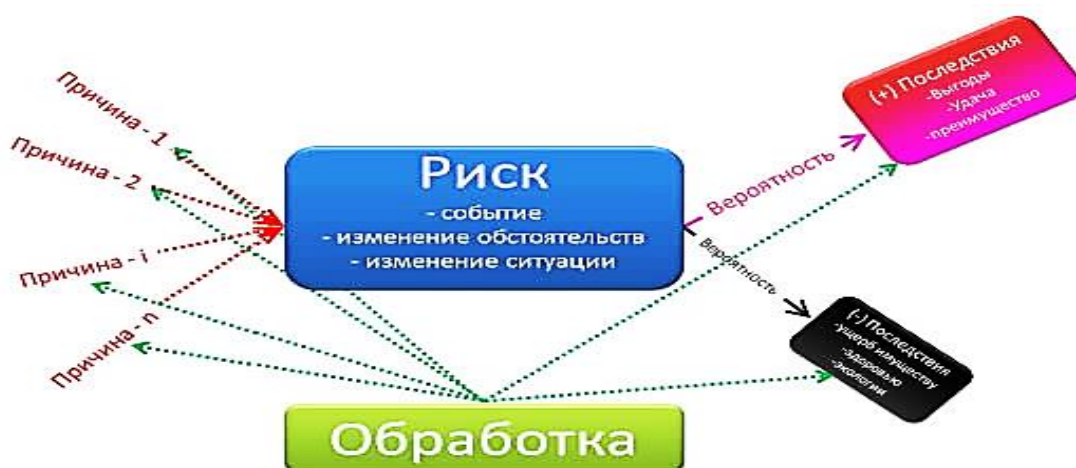 Причина - 1
Причина - 2
Причина - i
Причина - n
Риск
- событие
- изменение обстоятельств
- изменение ситуации
Вероятность
Вероятность
(+) Последствия
-Выгоды
-Удача
-преимущество
(-) Последствия
-ущерб имуществу
-здоровью
-экологии
Обработка